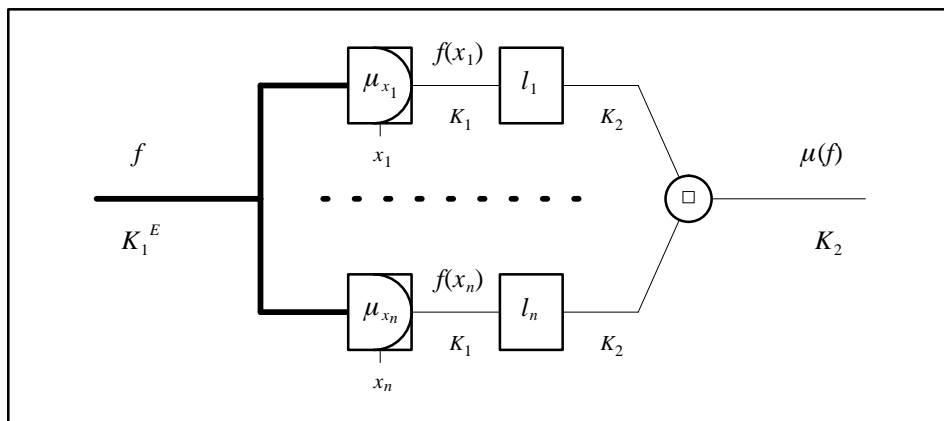 f(x₁)
μₓ₁ l₁
K₁ K₂
x₁
f μ(f)
K₁ᴱ K₂
f(xₙ)
μₓₙ lₙ
K₁ K₂
xₙ